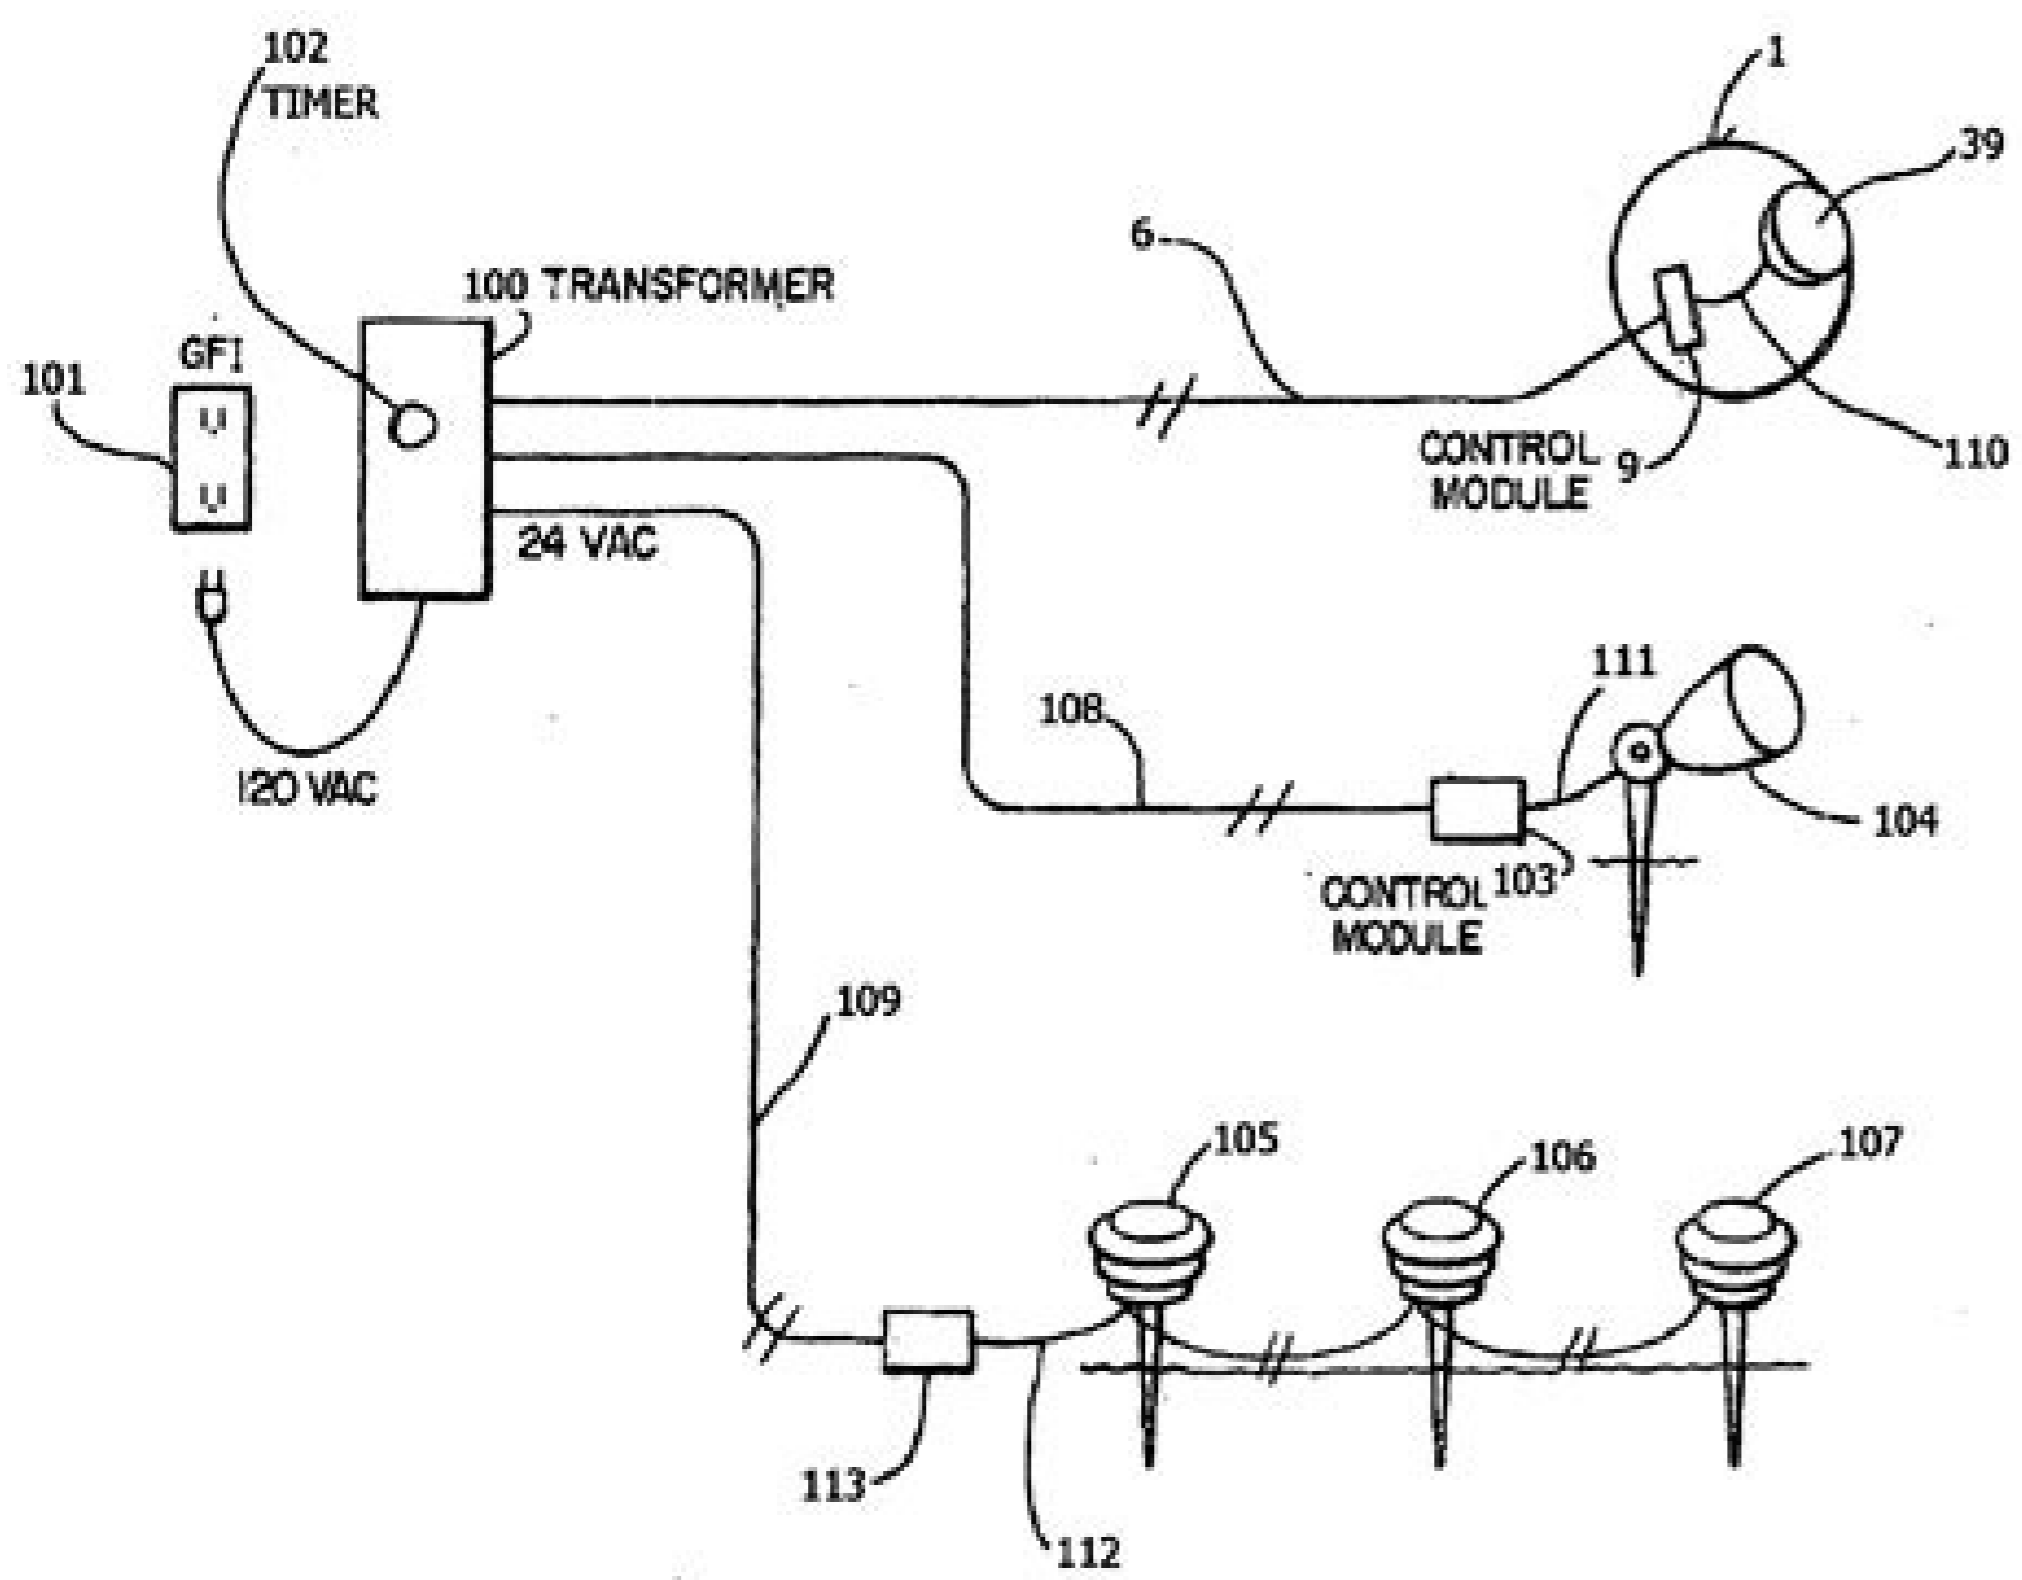 102
TIMER
1
39
6
100 TRANSFORMER
GFI
101
CONTROL
MODULE
9
110
24 VAC
120 VAC
111
108
104
103
CONTROL
MODULE
109
105
106
107
113
112